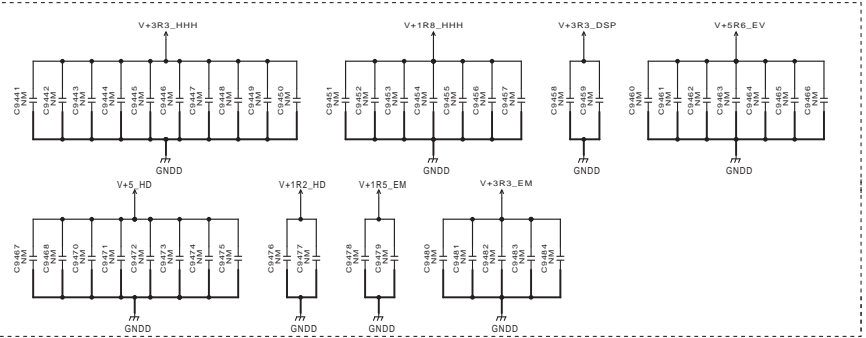 V+3R3_HHH
V+1R8_HHH
V+3R3_DSP
V+5R6_EV
C9441
NM
C9442
NM
C9443
NM
C9444
NM
C9445
NM
C9446
NM
C9447
NM
C9448
NM
C9449
NM
C9450
NM
C9451
NM
C9452
NM
C9453
NM
C9454
NM
C9455
NM
C9456
NM
C9457
NM
C9458
NM
C9459
NM
C9460
NM
C9461
NM
C9462
NM
C9463
NM
C9464
NM
C9465
NM
C9466
NM
GNDD
GNDD
GNDD
GNDD
V+5_HD
V+1R2_HD
V+1R5_EM
V+3R3_EM
C9467
NM
C9468
NM
C9470
NM
C9471
NM
C9472
NM
C9473
NM
C9474
NM
C9475
NM
C9476
NM
C9477
NM
C9478
NM
C9479
NM
C9480
NM
C9481
NM
C9482
NM
C9483
NM
C9484
NM
GNDD
GNDD
GNDD
GNDD